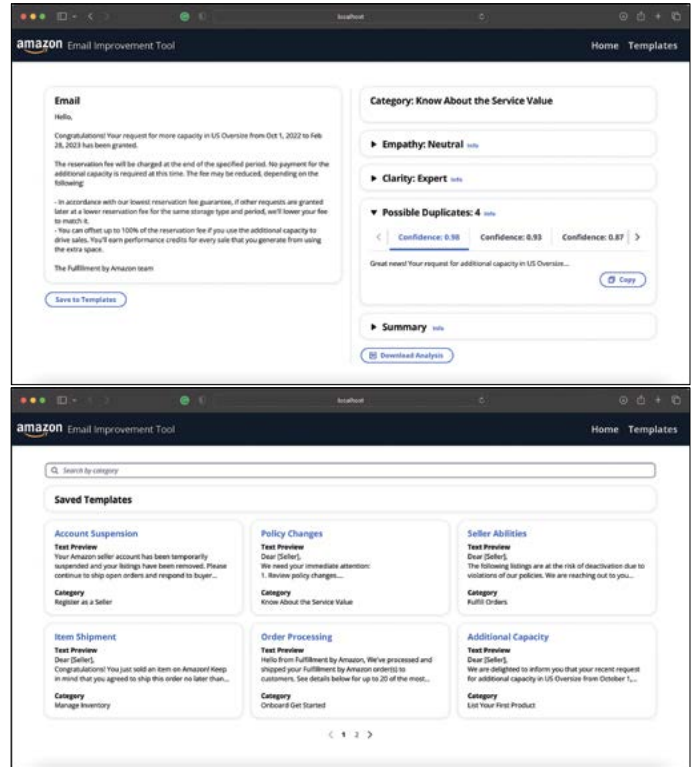 localhost
amazon Email Improvement Tool
Home Templates
Email
Hello,
Congratulations! Your request for more capacity in US Oversize from Oct 1, 2022 to Feb
28, 2023 has been granted.
The reservation fee will be charged at the end of the specified period. No payment for the
additional capacity is required at this time. The fee may be reduced, depending on the
following:
- In accordance with our lowest reservation fee guarantee, if other requests are granted
later at a lower reservation fee for the same storage type and period, we'll lower your fee
to match it.
- You can offset up to 100% of the reservation fee if you use the additional capacity to
drive sales. You'll earn performance credits for every sale that you generate from using
the extra space.
The Fulfillment by Amazon team
Save to Templates
Category: Know About the Service Value
Empathy: Neutral Info
Clarity: Expert Info
Possible Duplicates: 4 Info
Confidence: 0.98 Confidence: 0.93 Confidence: 0.87
Great news! Your request for additional capacity in US Oversize...
Copy
Summary Info
Download Analysis
localhost
amazon Email Improvement Tool
Home Templates
Search by category
Saved Templates
Account Suspension
Text Preview
Your Amazon seller account has been temporarily
suspended and your listings have been removed. Please
continue to ship open orders and respond to buyer...
Category
Register as a Seller
Policy Changes
Text Preview
Dear [Seller],
We need your immediate attention:
1. Review policy changes....
Category
Know About the Service Value
Seller Abilities
Text Preview
Dear [Seller],
The following listings are at the risk of deactivation due to
violations of our policies. We are reaching out to you...
Category
Fulfill Orders
Item Shipment
Text Preview
Dear [Seller],
Congratulations! You just sold an item on Amazon! Keep
in mind that you agreed to ship this order no later than...
Category
Manage Inventory
Order Processing
Text Preview
Hello from Fulfillment by Amazon, We've processed and
shipped your Fulfillment by Amazon order(s) to
customers. See details below for up to 20 of the most...
Category
Onboard Get Started
Additional Capacity
Text Preview
Dear [Seller],
We are delighted to inform you that your recent request
for additional capacity in US Oversize from October 1,...
Category
List Your First Product
1 2